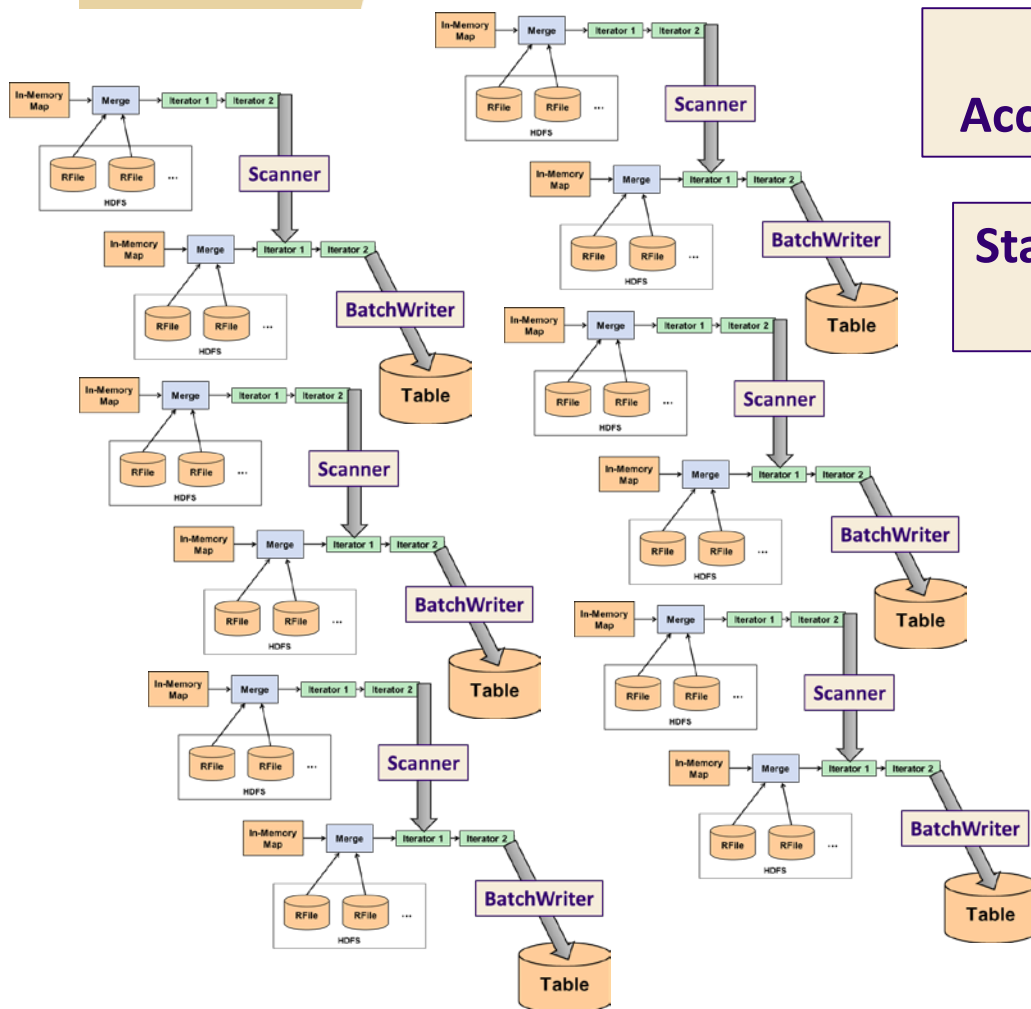 In-Memory
Map
Merge
Iterator 1
Iterator 2
RFile
RFile
...
HDFS
Scanner
In-Memory
Map
Merge
Iterator 1
Iterator 2
RFile
RFile
...
HDFS
BatchWriter
Table
In-Memory
Map
Merge
Iterator 1
Iterator 2
RFile
RFile
...
HDFS
Scanner
In-Memory
Map
Merge
Iterator 1
Iterator 2
RFile
RFile
...
HDFS
BatchWriter
Table
In-Memory
Map
Merge
Iterator 1
Iterator 2
RFile
RFile
...
HDFS
Scanner
In-Memory
Map
Merge
Iterator 1
Iterator 2
RFile
RFile
...
HDFS
BatchWriter
Table
In-Memory
Map
Merge
Iterator 1
Iterator 2
RFile
RFile
...
HDFS
Scanner
In-Memory
Map
Merge
Iterator 1
Iterator 2
RFile
RFile
...
HDFS
BatchWriter
Table
In-Memory
Map
Merge
Iterator 1
Iterator 2
RFile
RFile
...
HDFS
Scanner
In-Memory
Map
Merge
Iterator 1
Iterator 2
RFile
RFile
...
HDFS
BatchWriter
Table
In-Memory
Map
Merge
Iterator 1
Iterator 2
RFile
RFile
...
HDFS
Scanner
In-Memory
Map
Merge
Iterator 1
Iterator 2
RFile
RFile
...
HDFS
BatchWriter
Table
Acc
Sta